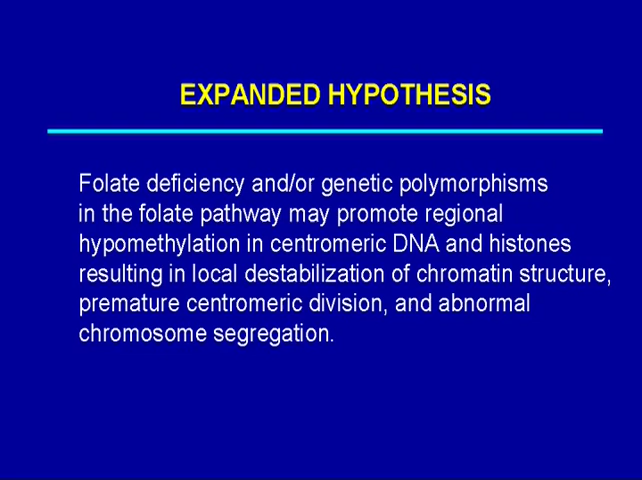 EXPANDED HYPOTHESIS
Folate deficiency and/or genetic polymorphisms
in the folate pathway may promote regional
hypomethylation in centromeric DNA and histones
resulting in local destabilization of chromatin structure,
premature centromeric division, and abnormal
chromosome segregation.